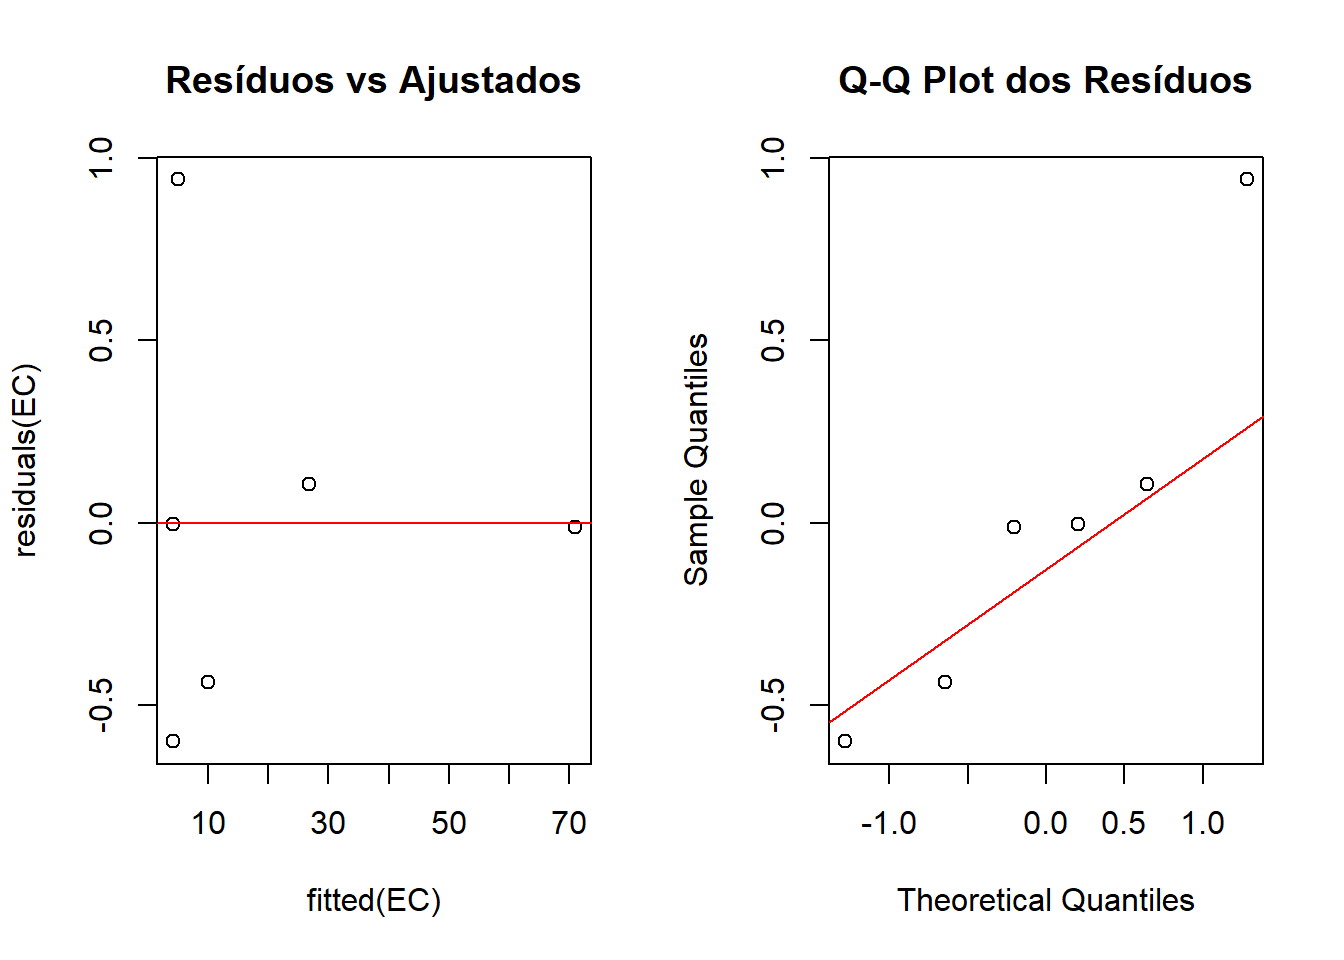 Resíduos vs Ajustados
residuals(EC)
1.0
0.5
0.0
-0.5
10 30 50 70
fitted(EC)
Q-Q Plot dos Resíduos
Sample Quantiles
1.0
0.5
0.0
-0.5
-1.0 0.0 0.5 1.0
Theoretical Quantiles